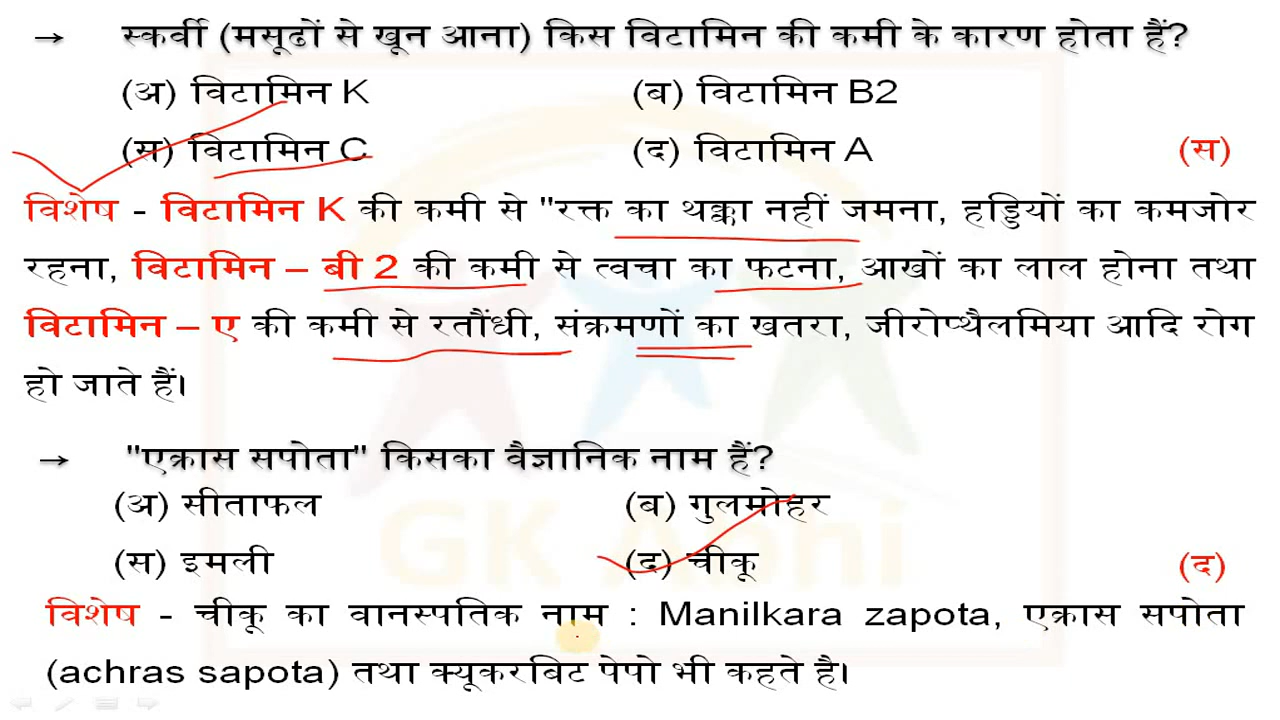 → स्कर्वी (मसूढों से खून आना) किस विटामिन की कमी के कारण होता हैं?
(अ) विटामिन K (ब) विटामिन B2
(स) विटामिन C (द) विटामिन A (स)
विशेष - विटामिन K की कमी से "रक्त का थक्का नहीं जमना, हड्डियों का कमजोर
रहना, विटामिन – बी 2 की कमी से त्वचा का फटना, आखों का लाल होना तथा
विटामिन – ए की कमी से रतौंधी, संक्रमणों का खतरा, जीरोप्थैलमिया आदि रोग
हो जाते हैं।
→ "एक्रास सपोता" किसका वैज्ञानिक नाम हैं?
(अ) सीताफल (ब) गुलमोहर
(स) इमली (द) चीकू (द)
विशेष - चीकू का वानस्पतिक नाम : Manilkara zapota, एक्रास सपोता
(achras sapota) तथा क्यूकरबिट पेपो भी कहते है।
GK Abni